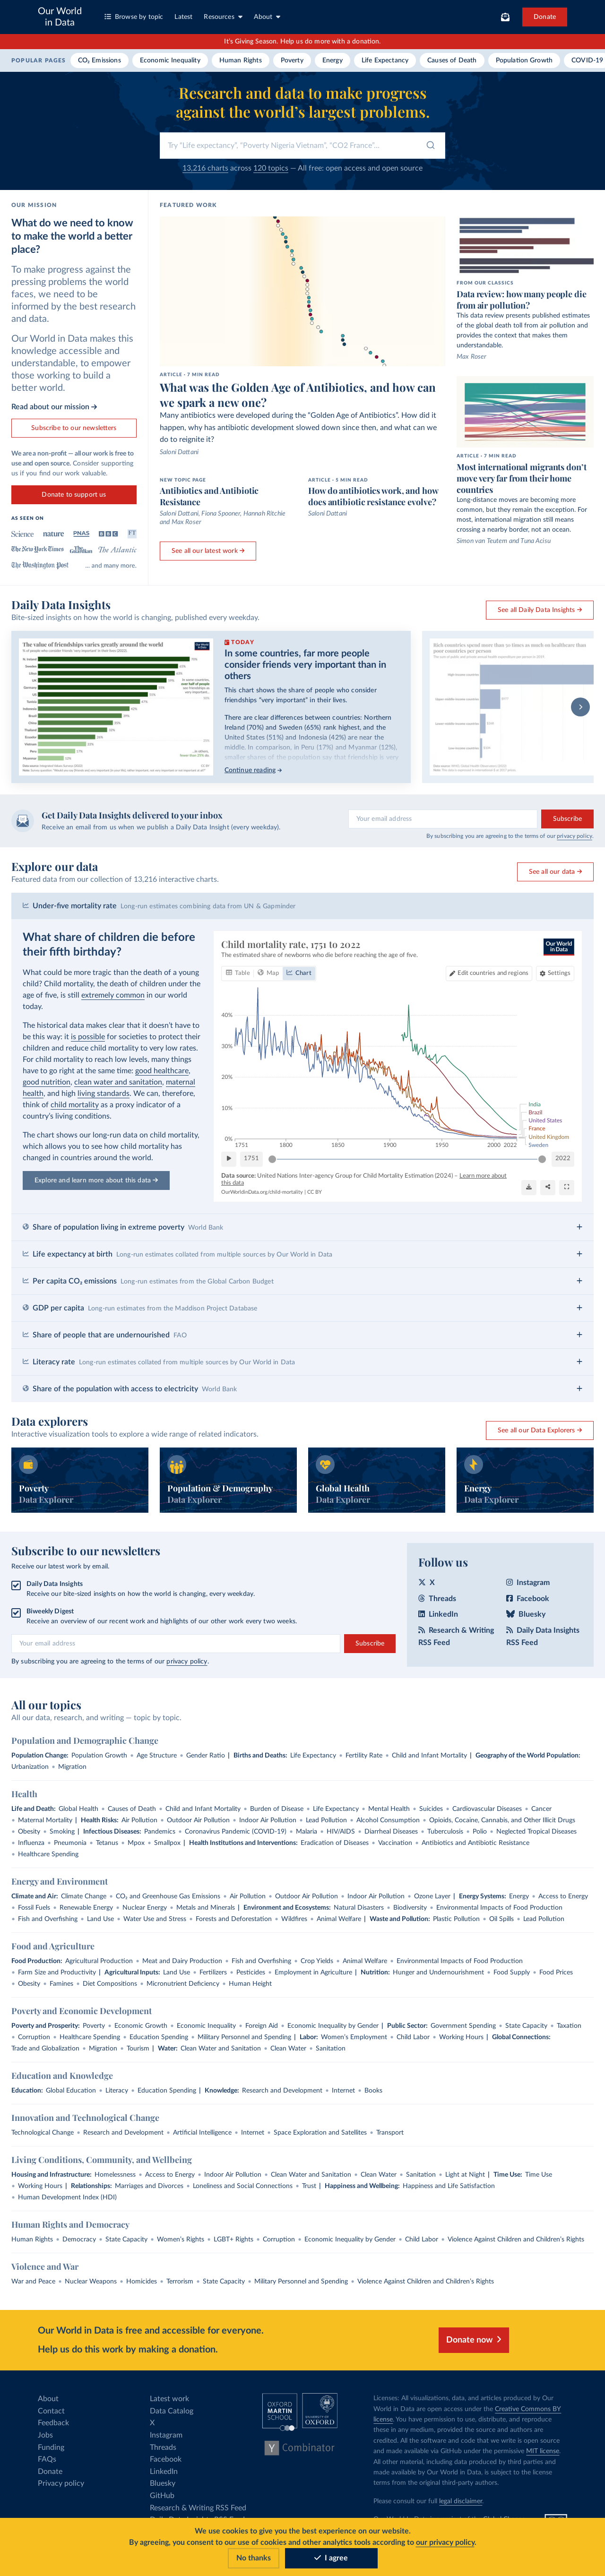 Our World
in Data
Browse by topic
Latest
Resources
About
Donate
It's Giving Season. Help us do more with a donation.
POPULAR PAGES
CO₂ Emissions
Economic Inequality
Human Rights
Poverty
Energy
Life Expectancy
Causes of Death
Population Growth
COVID-19
Research and data to make progress
against the world's largest problems.
Try "Life expectancy", "Poverty Nigeria Vietnam", "CO2 France"...
13,216 charts across 120 topics — All free: open access and open source
OUR MISSION
What do we need to know
to make the world a better
place?
To make progress against the
pressing problems the world
faces, we need to be
informed by the best research
and data.
Our World in Data makes this
knowledge accessible and
understandable, to empower
those working to build a
better world.
Read about our mission →
Subscribe to our newsletters
We are a non-profit — all our work is free to
use and open source. Consider supporting
us if you find our work valuable.
Donate to support us
AS SEEN ON
Science
nature
PNAS
BBC
FT
The New York Times
The Guardian
The Atlantic
The Washington Post
... and many more.
FEATURED WORK
ARTICLE - 7 MIN READ
What was the Golden Age of Antibiotics, and how can
we spark a new one?
Many antibiotics were developed during the "Golden Age of Antibiotics". How did it
happen, why has antibiotic development slowed down since then, and what can we
do to reignite it?
Saloni Dattani
NEW TOPIC PAGE
Antibiotics and Antibiotic
Resistance
Saloni Dattani, Fiona Spooner, Hannah Ritchie
and Max Roser
ARTICLE - 5 MIN READ
How do antibiotics work, and how
does antibiotic resistance evolve?
Saloni Dattani
See all our latest work →
FROM OUR CLASSICS
Data review: how many people die
from air pollution?
This data review presents published estimates
of the global death toll from air pollution and
provides the context that makes them
understandable.
Max Roser
ARTICLE - 7 MIN READ
Most international migrants don't
move very far from their home
countries
Long-distance moves are becoming more
common, but they remain the exception. For
most, international migration still means
crossing a nearby border, not an ocean.
Simon van Teutem and Tuna Acisu
Daily Data Insights
Bite-sized insights on how the world is changing, published every weekday.
See all Daily Data Insights →
The value of friendships varies greatly around the world
TODAY
In some countries, far more people
consider friends very important than in
others
This chart shows the share of people who consider
friendships "very important" in their lives.
There are clear differences between countries: Northern
Ireland (70%) and Sweden (65%) rank highest, and the
United States (51%) and Indonesia (42%) are near the
middle. In comparison, in Peru (17%) and Myanmar (12%),
smaller shares of the population say that friendship is very
Continue reading →
Rich countries spend more than 30 times as much on healthcare per person than
poor countries per person
Get Daily Data Insights delivered to your inbox
Receive an email from us when we publish a Daily Data Insight (every weekday).
Your email address
Subscribe
By subscribing you are agreeing to the terms of our privacy policy.
Explore our data
Featured data from our collection of 13,216 interactive charts.
See all our data →
Under-five mortality rate Long-run estimates combining data from UN & Gapminder
What share of children die before
their fifth birthday?
What could be more tragic than the death of a young
child? Child mortality, the death of children under the
age of five, is still extremely common in our world
today.
The historical data makes clear that it doesn't have to
be this way: it is possible for societies to protect their
children and reduce child mortality to very low rates.
For child mortality to reach low levels, many things
have to go right at the same time: good healthcare,
good nutrition, clean water and sanitation, maternal
health, and high living standards. We can, therefore,
think of child mortality as a proxy indicator of a
country's living conditions.
The chart shows our long-run data on child mortality,
which allows you to see how child mortality has
changed in countries around the world.
Explore and learn more about this data →
Child mortality rate, 1751 to 2022
The estimated share of newborns who die before reaching the age of five.
Our World
in Data
Table
Map
Chart
Edit countries and regions
Settings
40%
30%
20%
10%
0%
1751
1800
1850
1900
1950
2000
2022
India
Brazil
United States
France
United Kingdom
Sweden
1751
2022
Data source: United Nations Inter-agency Group for Child Mortality Estimation (2024) – Learn more about
this data
OurWorldinData.org/child-mortality | CC BY
Share of population living in extreme poverty World Bank
+
Life expectancy at birth Long-run estimates collated from multiple sources by Our World in Data
+
Per capita CO₂ emissions Long-run estimates from the Global Carbon Budget
+
GDP per capita Long-run estimates from the Maddison Project Database
+
Share of people that are undernourished FAO
+
Literacy rate Long-run estimates collated from multiple sources by Our World in Data
+
Share of the population with access to electricity World Bank
+
Data explorers
Interactive visualization tools to explore a wide range of related indicators.
See all our Data Explorers →
Poverty
Data Explorer
Population & Demography
Data Explorer
Global Health
Data Explorer
Energy
Data Explorer
Subscribe to our newsletters
Receive our latest work by email.
Daily Data Insights
Receive our bite-sized insights on how the world is changing, every weekday.
Biweekly Digest
Receive an overview of our recent work and highlights of our other work every two weeks.
Your email address
Subscribe
By subscribing you are agreeing to the terms of our privacy policy.
Follow us
X
Instagram
Threads
Facebook
LinkedIn
Bluesky
Research & Writing
RSS Feed
Daily Data Insights
RSS Feed
All our topics
All our data, research, and writing — topic by topic.
Population and Demographic Change
Population Change: Population Growth • Age Structure • Gender Ratio | Births and Deaths: Life Expectancy • Fertility Rate • Child and Infant Mortality | Geography of the World Population:
Urbanization • Migration
Health
Life and Death: Global Health • Causes of Death • Child and Infant Mortality • Burden of Disease • Life Expectancy • Mental Health • Suicides • Cardiovascular Diseases • Cancer
• Maternal Mortality | Health Risks: Air Pollution • Outdoor Air Pollution • Indoor Air Pollution • Lead Pollution • Alcohol Consumption • Opioids, Cocaine, Cannabis, and Other Illicit Drugs
• Obesity • Smoking | Infectious Diseases: Pandemics • Coronavirus Pandemic (COVID-19) • Malaria • HIV/AIDS • Diarrheal Diseases • Tuberculosis • Polio • Neglected Tropical Diseases
• Influenza • Pneumonia • Tetanus • Mpox • Smallpox | Health Institutions and Interventions: Eradication of Diseases • Vaccination • Antibiotics and Antibiotic Resistance
• Healthcare Spending
Energy and Environment
Climate and Air: Climate Change • CO₂ and Greenhouse Gas Emissions • Air Pollution • Outdoor Air Pollution • Indoor Air Pollution • Ozone Layer | Energy Systems: Energy • Access to Energy
• Fossil Fuels • Renewable Energy • Nuclear Energy • Metals and Minerals | Environment and Ecosystems: Natural Disasters • Biodiversity • Environmental Impacts of Food Production
• Fish and Overfishing • Land Use • Water Use and Stress • Forests and Deforestation • Wildfires • Animal Welfare | Waste and Pollution: Plastic Pollution • Oil Spills • Lead Pollution
Food and Agriculture
Food Production: Agricultural Production • Meat and Dairy Production • Fish and Overfishing • Crop Yields • Animal Welfare • Environmental Impacts of Food Production
• Farm Size and Productivity | Agricultural Inputs: Land Use • Fertilizers • Pesticides • Employment in Agriculture | Nutrition: Hunger and Undernourishment • Food Supply • Food Prices
• Obesity • Famines • Diet Compositions • Micronutrient Deficiency • Human Height
Poverty and Economic Development
Poverty and Prosperity: Poverty • Economic Growth • Economic Inequality • Foreign Aid • Economic Inequality by Gender | Public Sector: Government Spending • State Capacity • Taxation
• Corruption • Healthcare Spending • Education Spending • Military Personnel and Spending | Labor: Women's Employment • Child Labor • Working Hours | Global Connections:
Trade and Globalization • Migration • Tourism | Water: Clean Water and Sanitation • Clean Water • Sanitation
Education and Knowledge
Education: Global Education • Literacy • Education Spending | Knowledge: Research and Development • Internet • Books
Innovation and Technological Change
Technological Change • Research and Development • Artificial Intelligence • Internet • Space Exploration and Satellites • Transport
Living Conditions, Community, and Wellbeing
Housing and Infrastructure: Homelessness • Access to Energy • Indoor Air Pollution • Clean Water and Sanitation • Clean Water • Sanitation • Light at Night | Time Use: Time Use
• Working Hours | Relationships: Marriages and Divorces • Loneliness and Social Connections • Trust | Happiness and Wellbeing: Happiness and Life Satisfaction
• Human Development Index (HDI)
Human Rights and Democracy
Human Rights • Democracy • State Capacity • Women's Rights • LGBT+ Rights • Corruption • Economic Inequality by Gender • Child Labor • Violence Against Children and Children's Rights
Violence and War
War and Peace • Nuclear Weapons • Homicides • Terrorism • State Capacity • Military Personnel and Spending • Violence Against Children and Children's Rights
Our World in Data is free and accessible for everyone.
Help us do this work by making a donation.
Donate now
About
Contact
Feedback
Jobs
Funding
FAQs
Donate
Privacy policy
Latest work
Data Catalog
X
Instagram
Threads
Facebook
LinkedIn
Bluesky
GitHub
Research & Writing RSS Feed
OXFORD
MARTIN
SCHOOL
UNIVERSITY OF
OXFORD
Y Combinator
Licenses: All visualizations, data, and articles produced by Our
World in Data are open access under the Creative Commons BY
license. You have permission to use, distribute, and reproduce
these in any medium, provided the source and authors are
credited. All the software and code that we write is open source
and made available via GitHub under the permissive MIT license.
All other material, including data produced by third parties and
made available by Our World in Data, is subject to the license
terms from the original third-party authors.
Please consult our full legal disclaimer.
We use cookies to give you the best experience on our website.
By agreeing, you consent to our use of cookies and other analytics tools according to our privacy policy.
No thanks
I agree